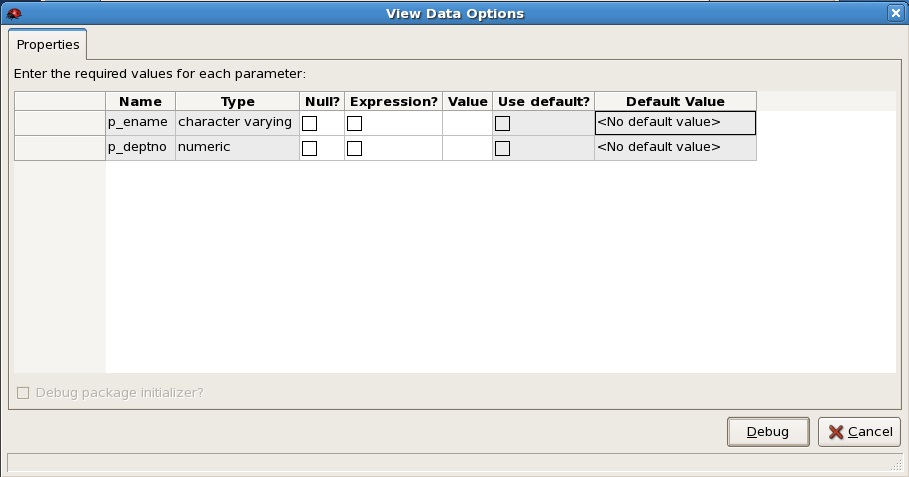 View Data Options
Properties
Enter the required values for each parameter:
Name Type Null? Expression? Value Use default? Default Value
p_ename character varying <No default value>
p_deptno numeric <No default value>
Debug package initializer?
Debug Cancel